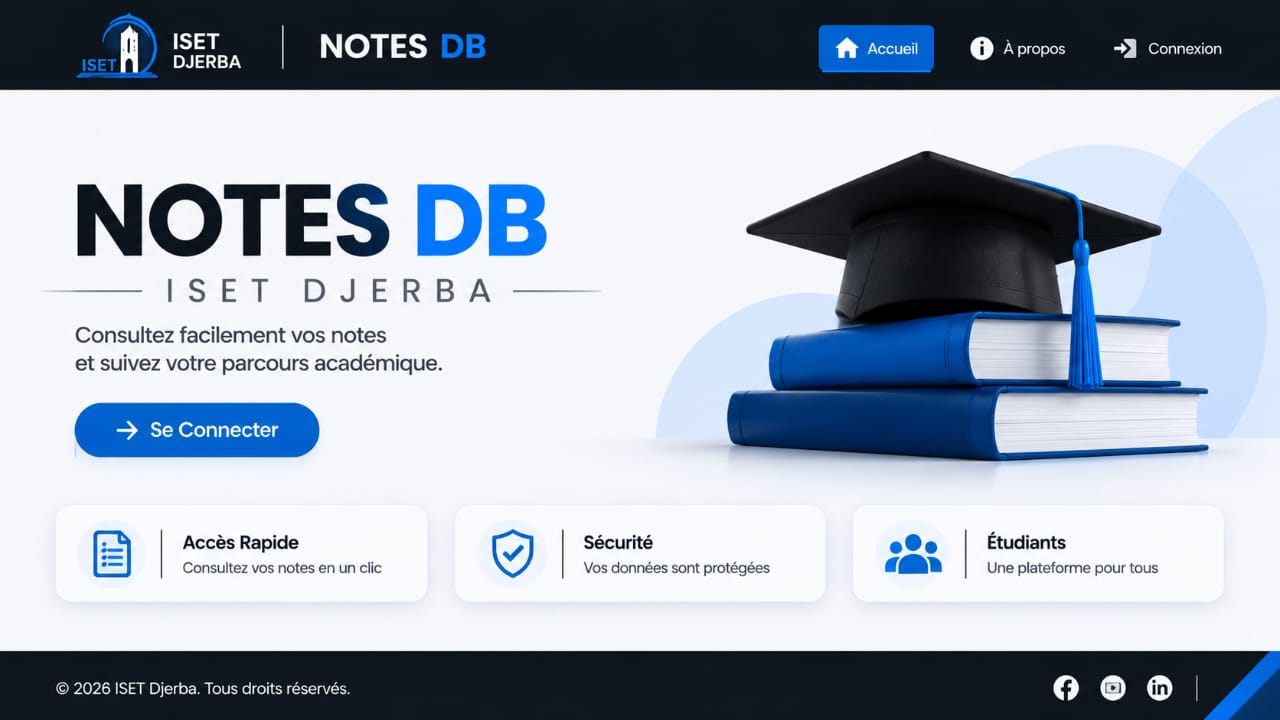 ISET
ISET
DJERBA
NOTES DB
Accueil
À propos
Connexion
NOTES DB
ISET DJERBA
Consultez facilement vos notes
et suivez votre parcours académique.
Se Connecter
Accès Rapide
Consultez vos notes en un clic
Sécurité
Vos données sont protégées
Étudiants
Une plateforme pour tous
© 2026 ISET Djerba. Tous droits réservés.